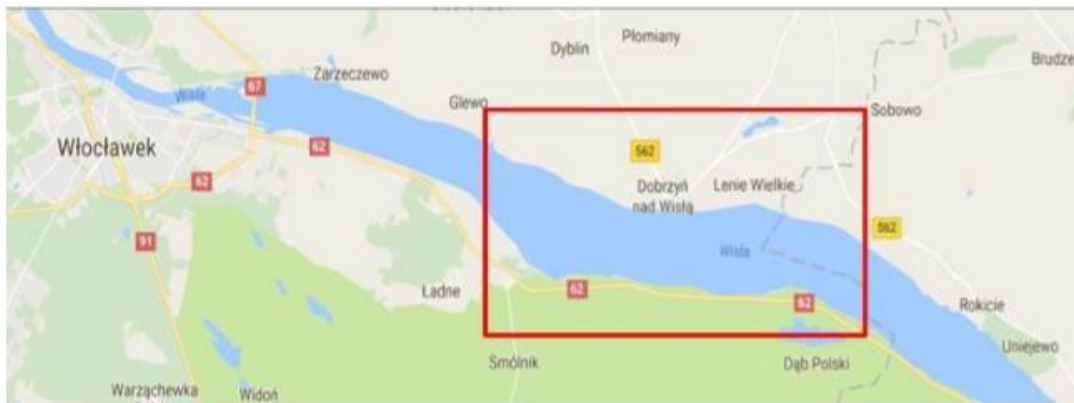 Dyblin
Płomiany
Brudze
Zarzeczewo
67
Wisła
Glewo
Sobowo
Włocławek
62
562
62
Dobrzyń
nad Wisłą
Lenie Wielkie
562
91
Wisła
Ładne
62
62
Rokicie
Smólnik
Dąb Polski
Uniejewo
Warząchewka
Widoń